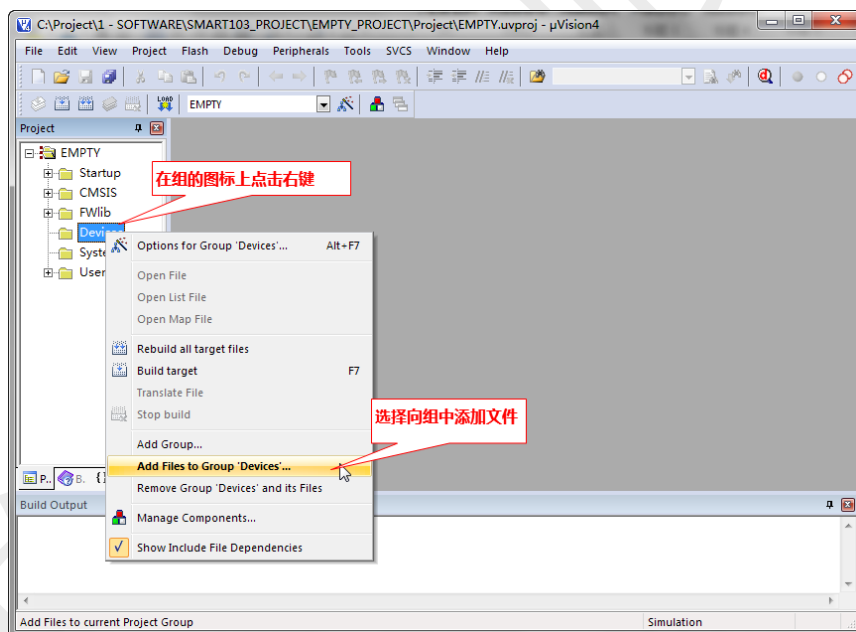 C:\Project\1 - SOFTWARE\SMART103_PROJECT\EMPTY_PROJECT\Project\EMPTY.uvproj - µVision4
File Edit View Project Flash Debug Peripherals Tools SVCS Window Help
LOAD EMPTY
Project
EMPTY
Startup
在组的图标上点击右键
CMSIS
FWlib
Devices
Options for Group 'Devices'... Alt+F7
User
Open File
Open List File
Open Map File
Rebuild all target files
Build target F7
Translate File
选择向组中添加文件
Stop build
Add Group...
Add Files to Group 'Devices'...
P.. B. {}
Remove Group 'Devices' and its Files
Build Output
Manage Components...
Show Include File Dependencies
Add Files to current Project Group Simulation